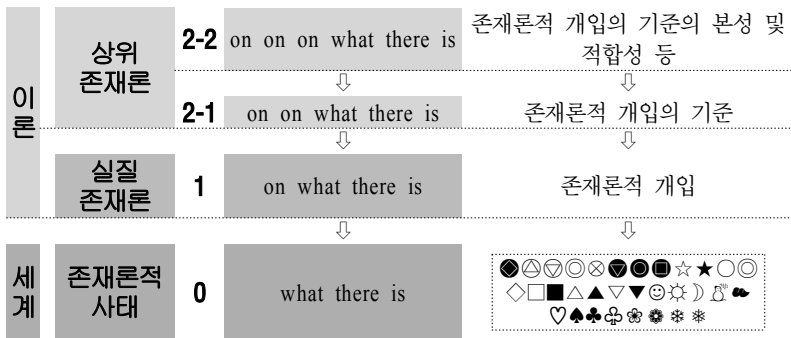 이론
상위 존재론
2-2 on on on what there is 존재론적 개입의 기준의 본성 및 적합성 등
2-1 on on what there is 존재론적 개입의 기준
실질 존재론 1 on what there is 존재론적 개입
세계
존재론적 사태 0 what there is